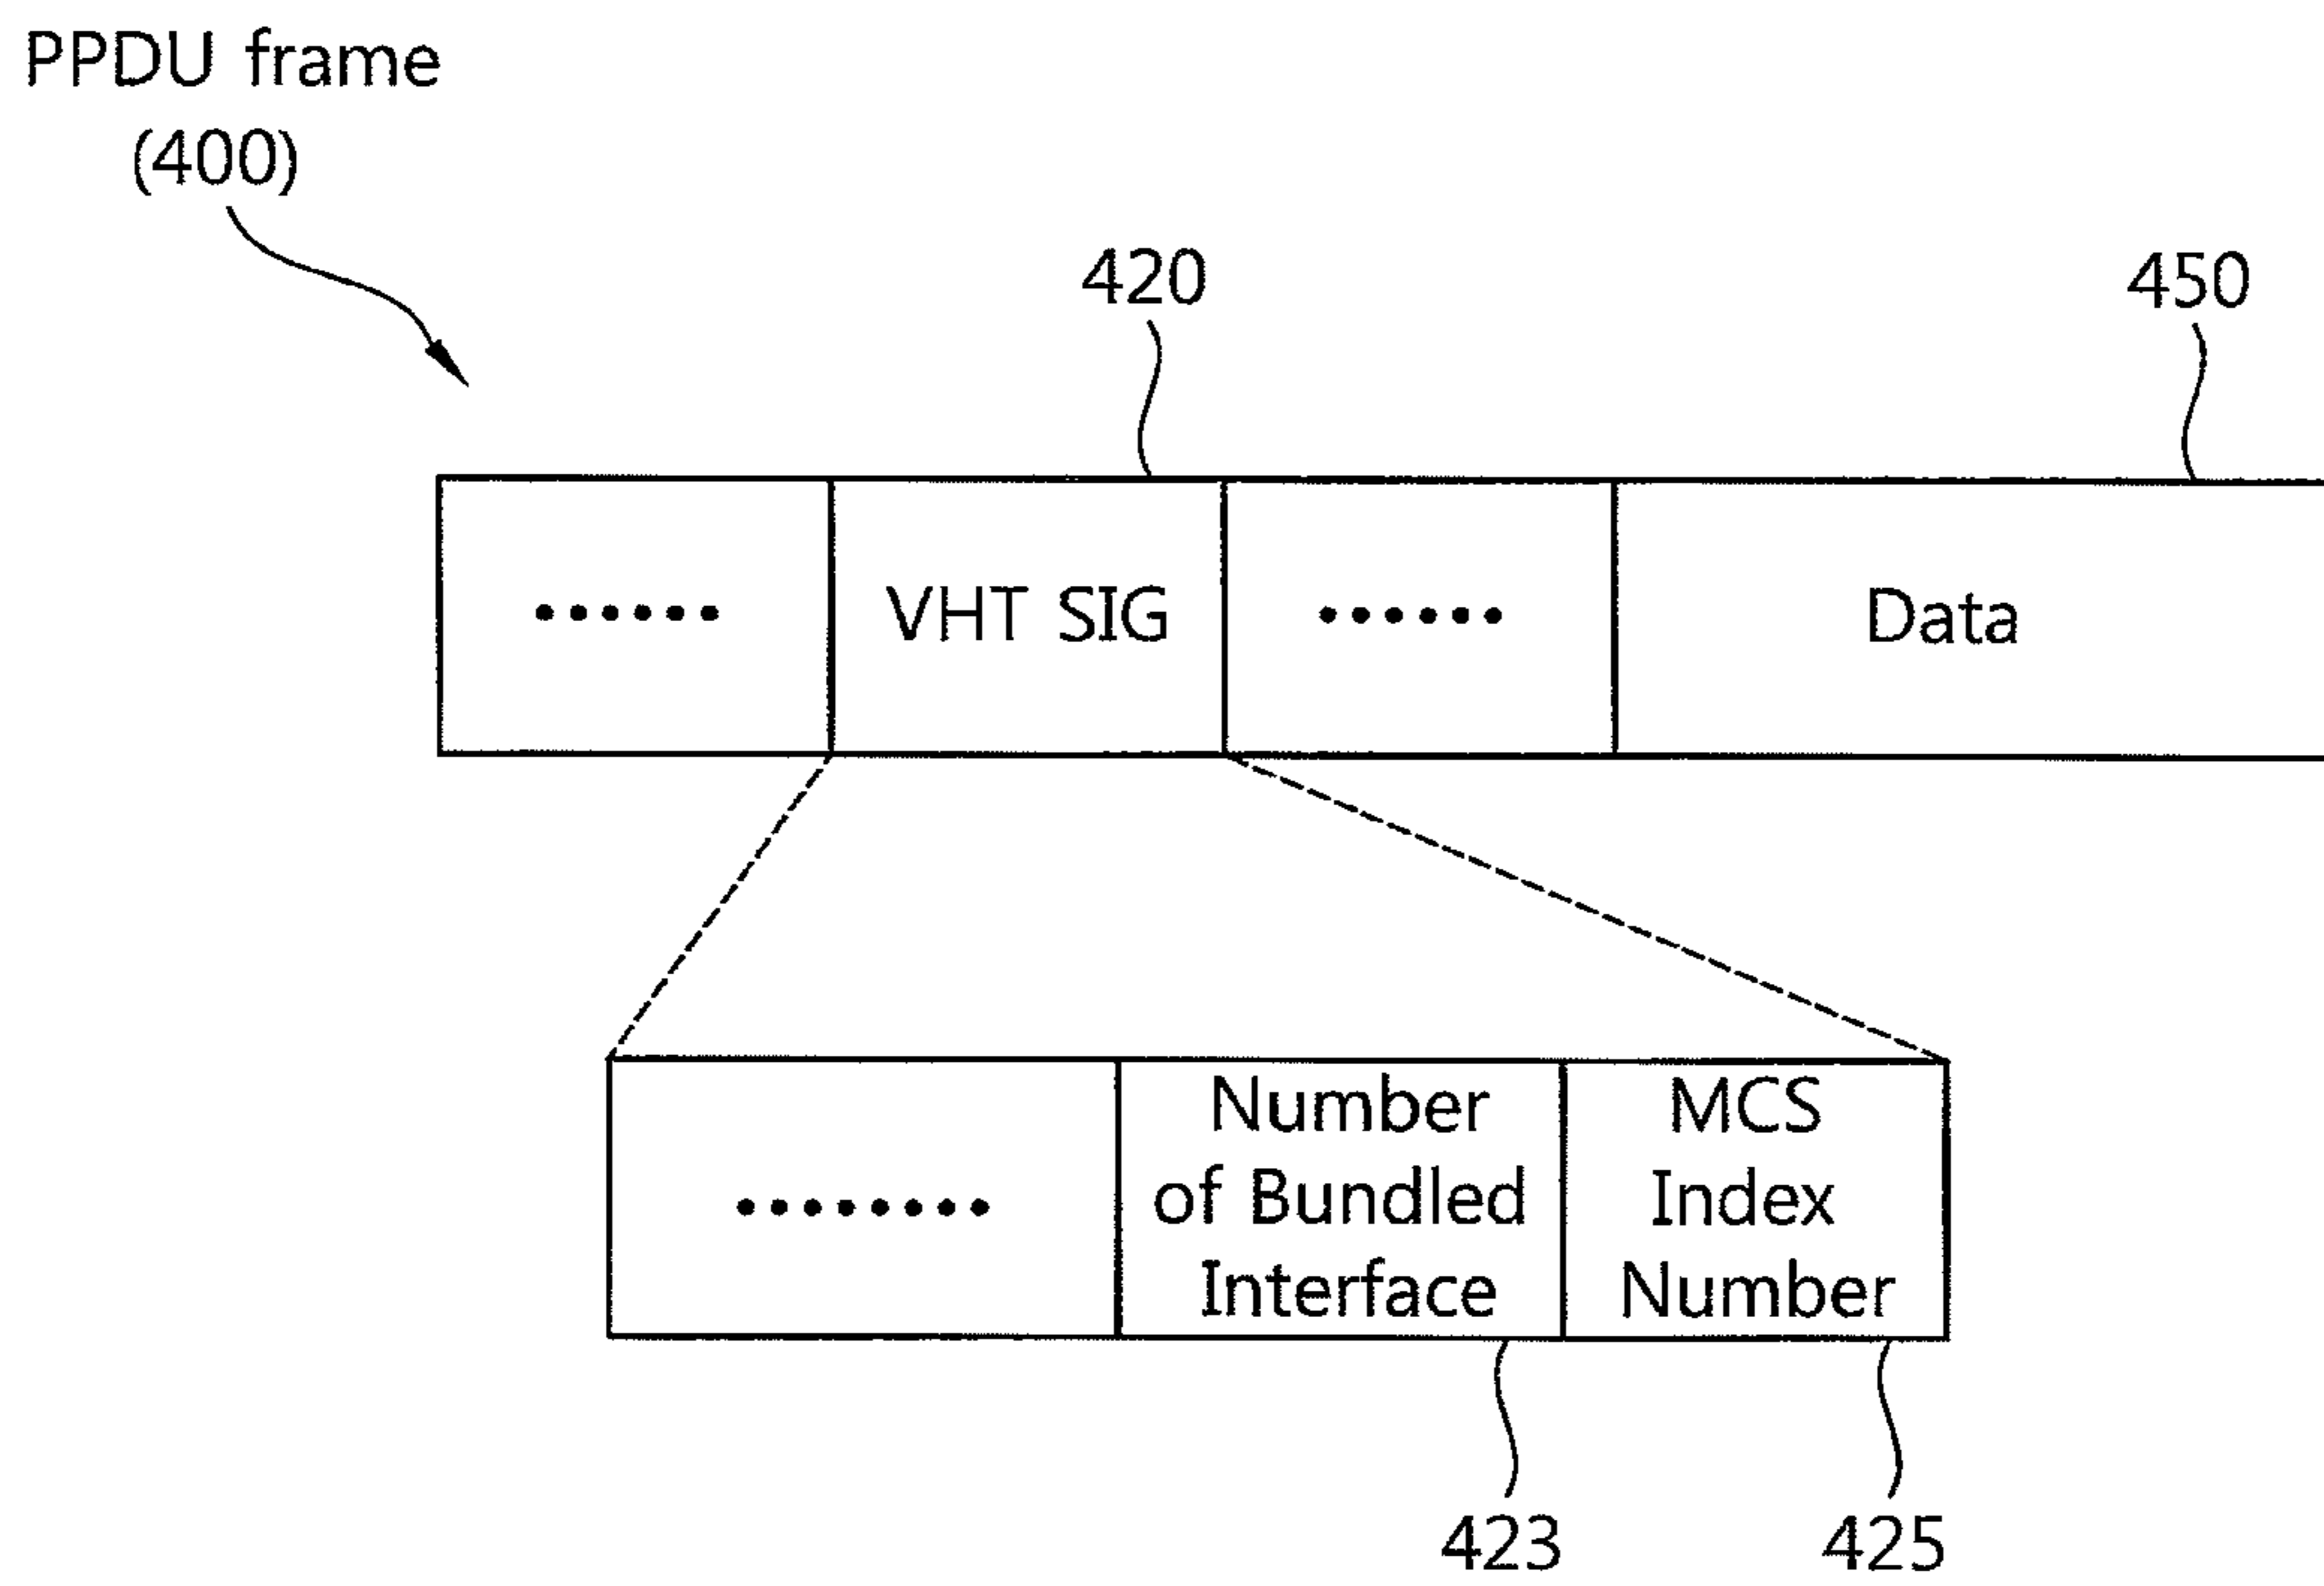 PPDU frame
(400)
420
450
...... VHT SIG ...... Data
........ Number of Bundled Interface MCS Index Number
423
425